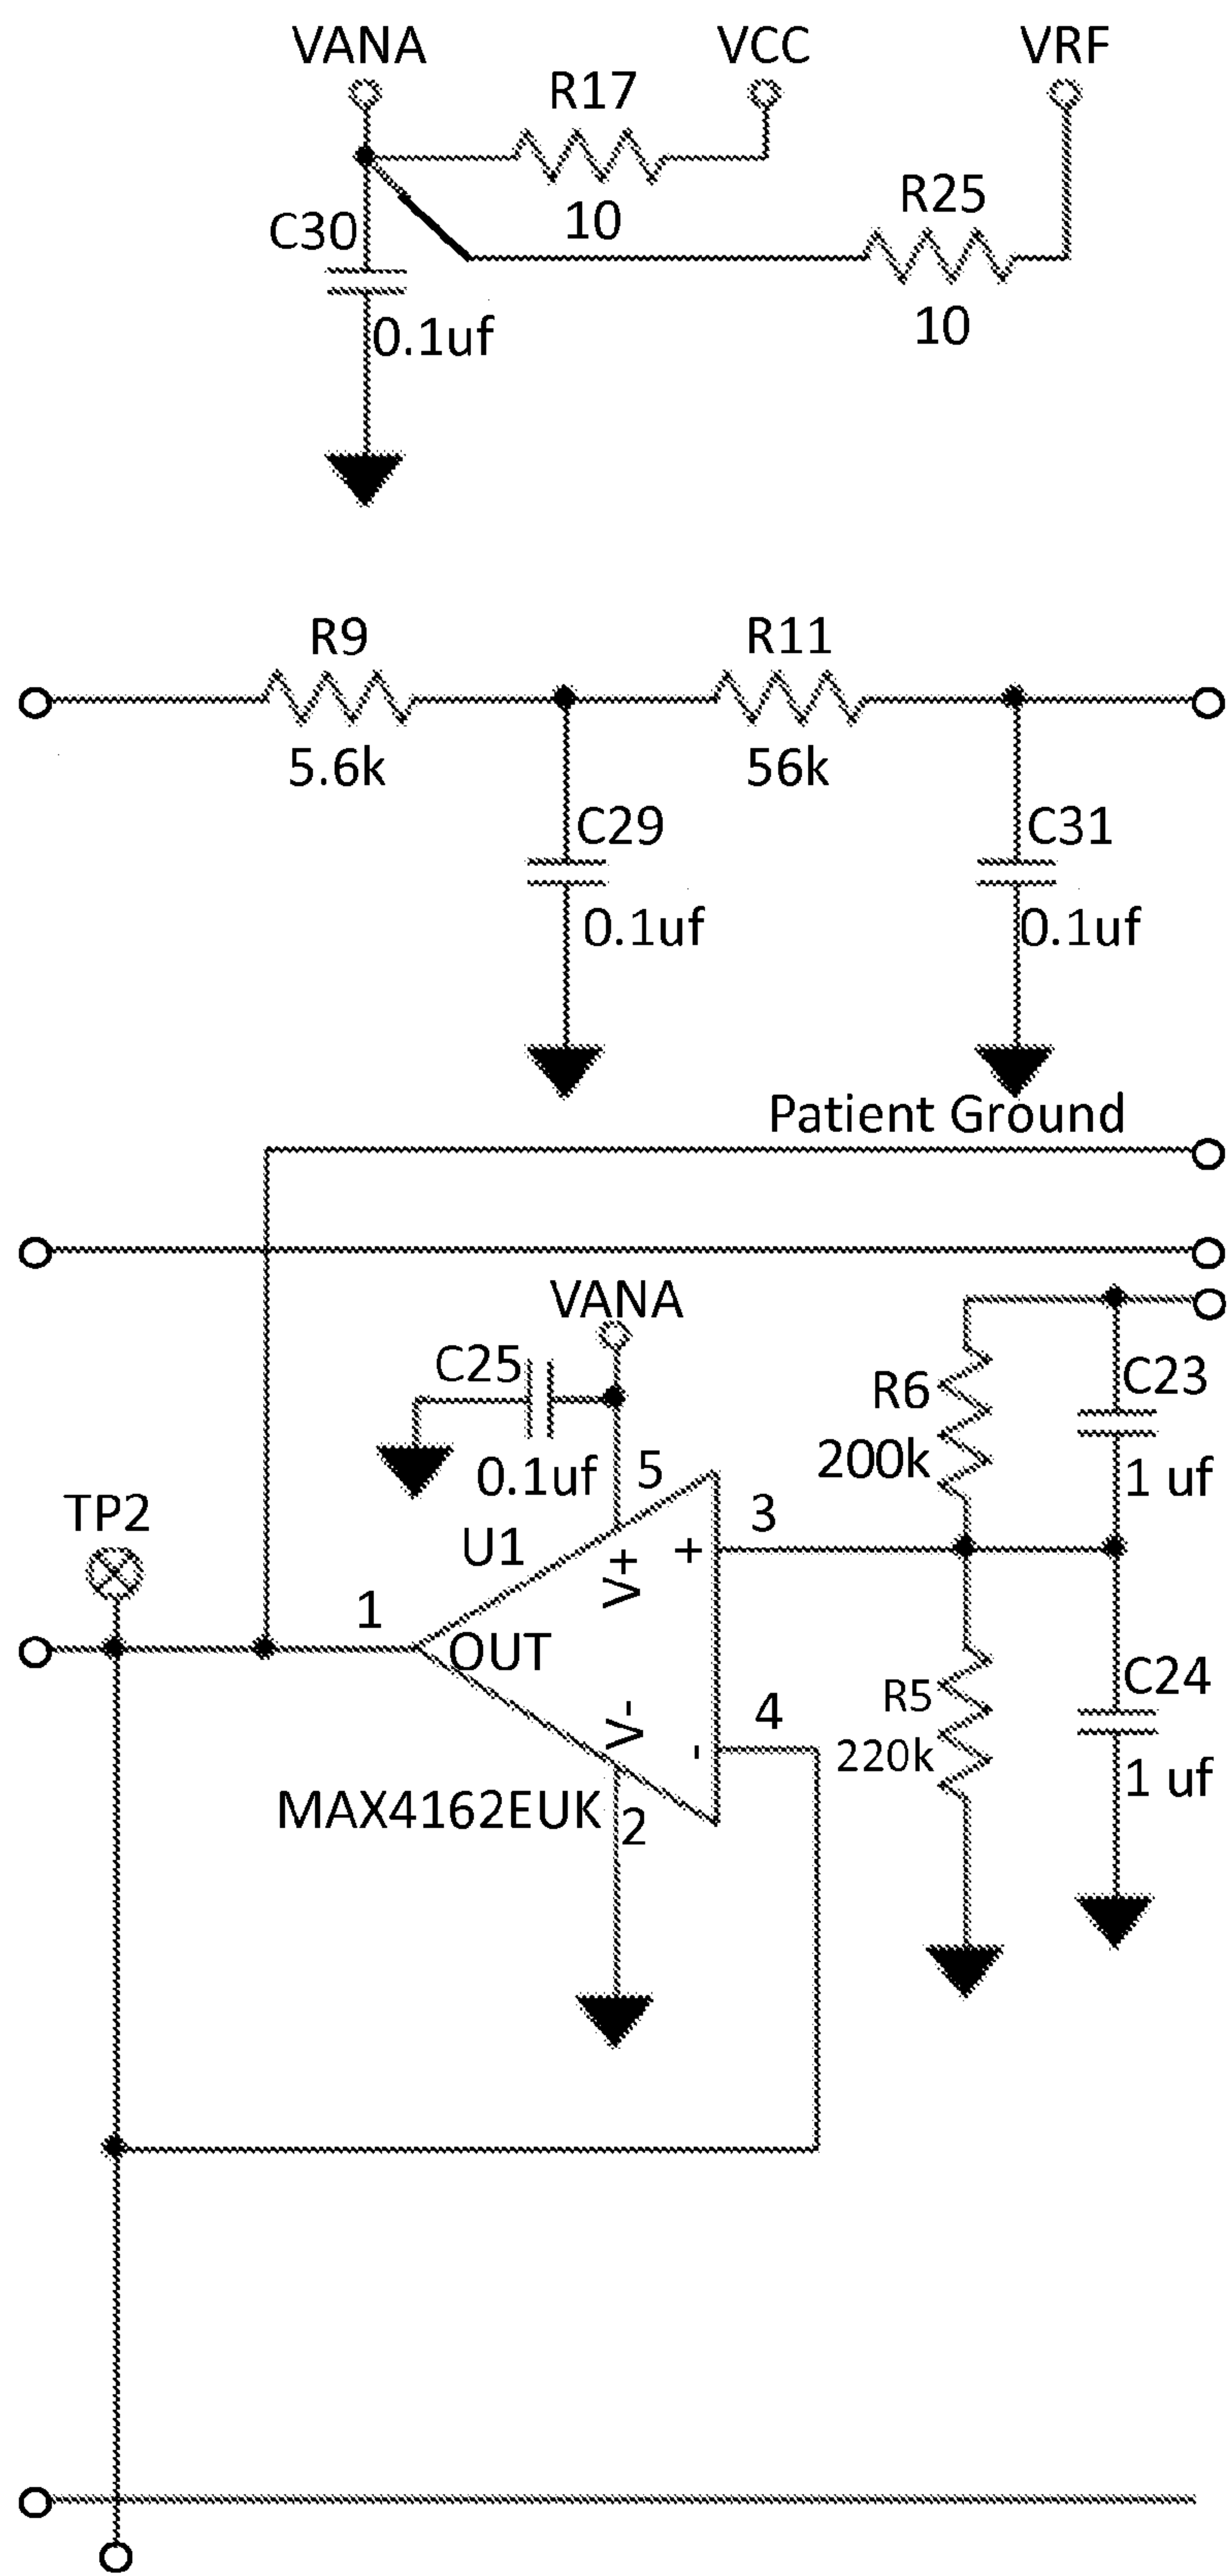 VANA
VCC
VRF
R17
10
R25
10
C30
0.1uf
R9
5.6k
R11
56k
C29
0.1uf
C31
0.1uf
Patient Ground
VANA
C25
0.1uf
5
R6
200k
C23
1 uf
TP2
U1
V+
+
3
1
OUT
V-
-
4
R5
220k
C24
1 uf
MAX4162EUK
2